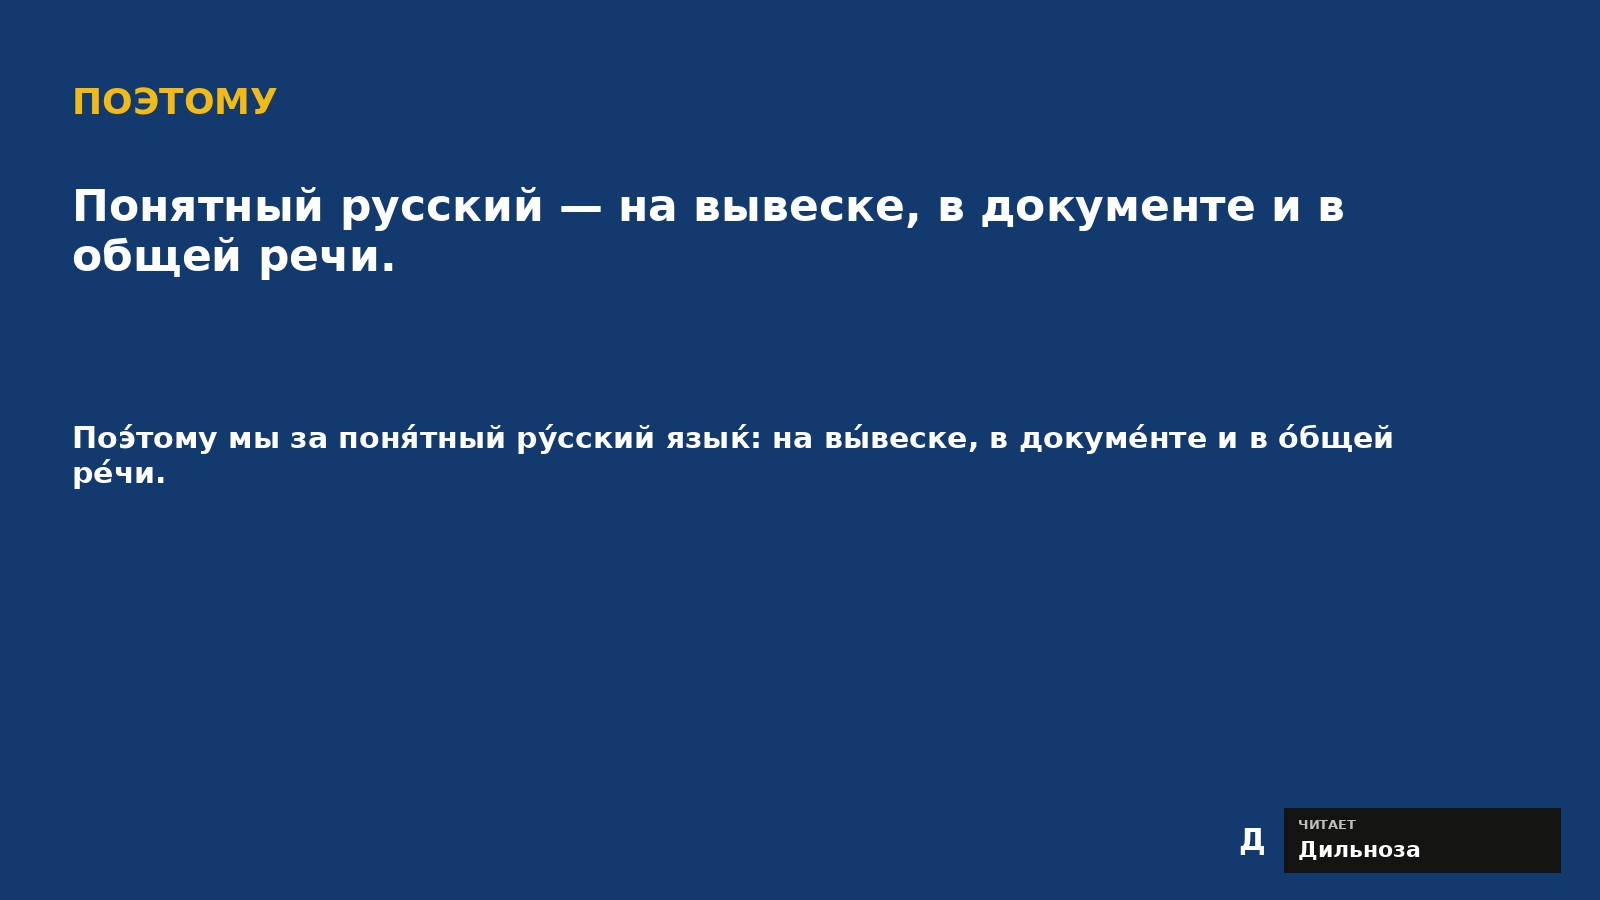 ПОЭТОМУ
Понятный русский — на вывеске, в документе и в
общей речи.
Поэ́тому мы за поня́тный ру́сский языќ: на вы́веске, в докуме́нте и в о́бщей
ре́чи.
Д
ЧИТАЕТ
Дильноза